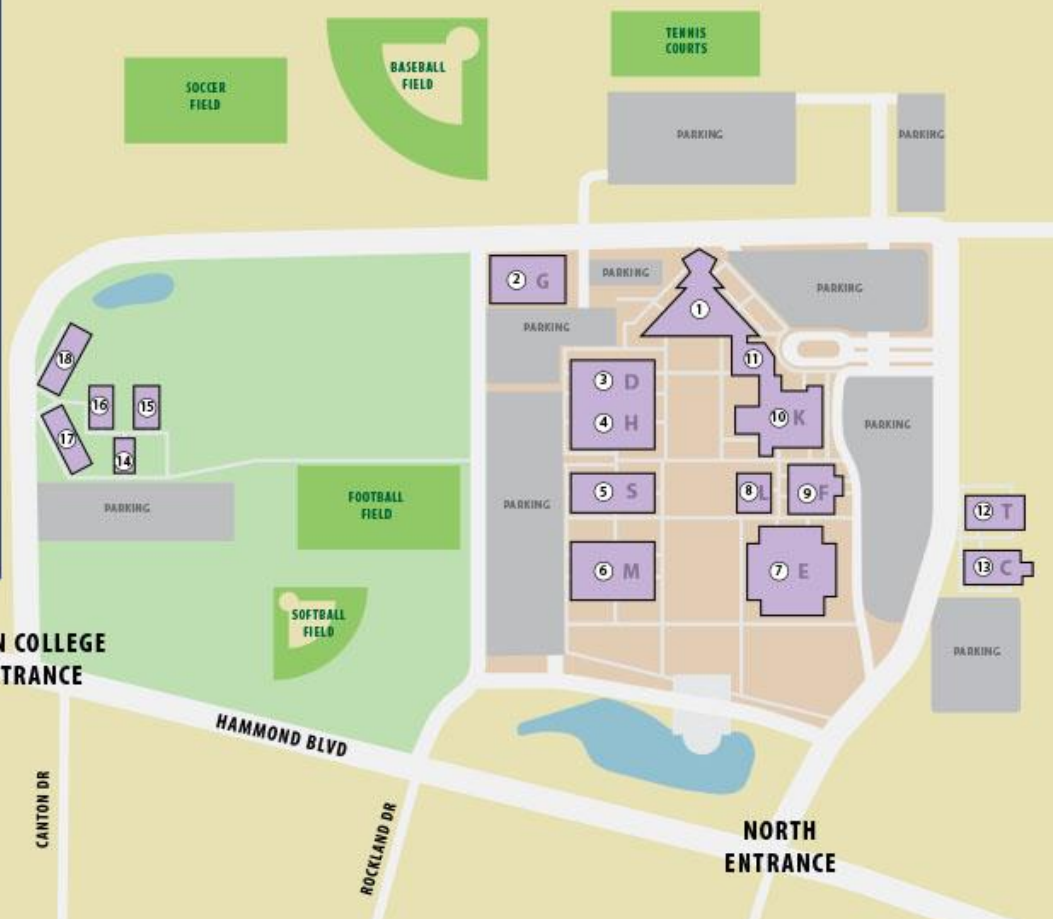 TENNIS
COURTS
BASEBALL
FIELD
SOCCER
FIELD
PARKING
PARKING
2 G
PARKING
PARKING
1
PARKING
11
18
3 D
16
15
4 H
10 K
PARKING
17
14
5 S
8 L
9 F
PARKING
FOOTBALL
FIELD
PARKING
12 T
6 M
7 E
13 C
SOFTBALL
FIELD
N COLLEGE
TRANCE
PARKING
HAMMOND BLVD
CANTON DR
ROCKLAND DR
NORTH
ENTRANCE